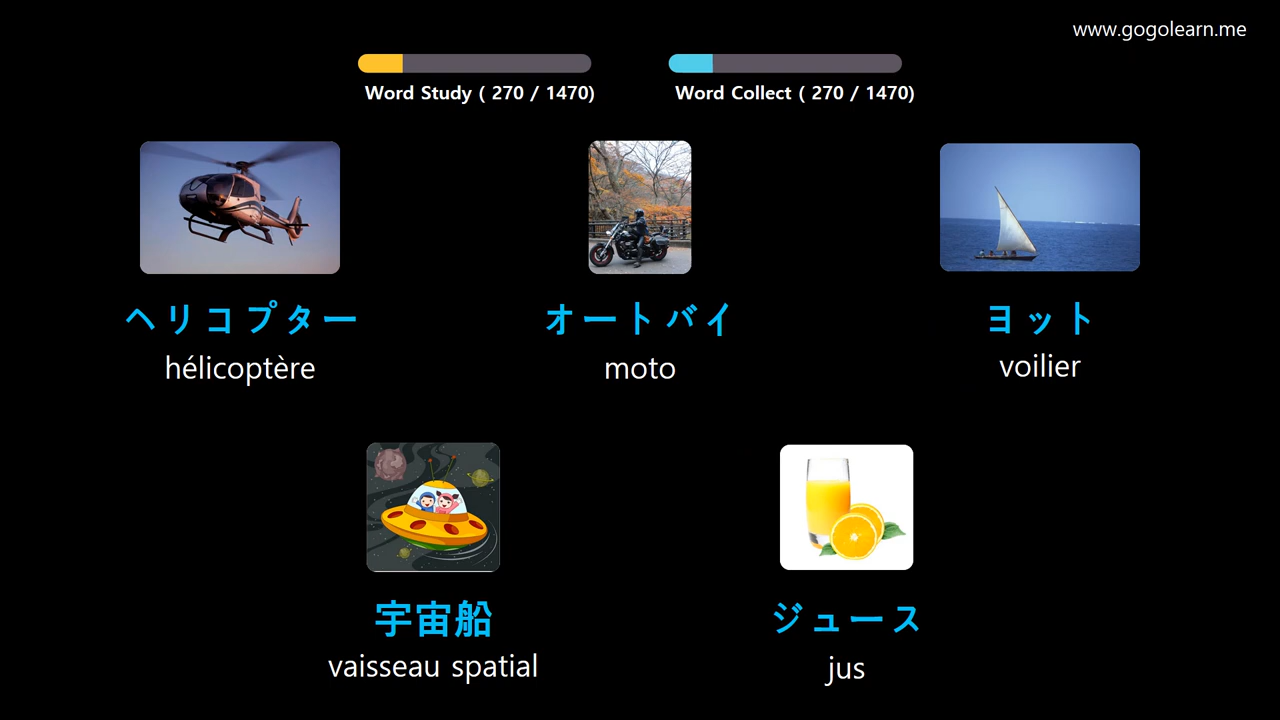 www.gogolearn.me
Word Study ( 270 / 1470)
Word Collect ( 270 / 1470)
ヘリコプター
hélicoptère
オートバイ
moto
ヨット
voilier
宇宙船
vaisseau spatial
ジュース
jus